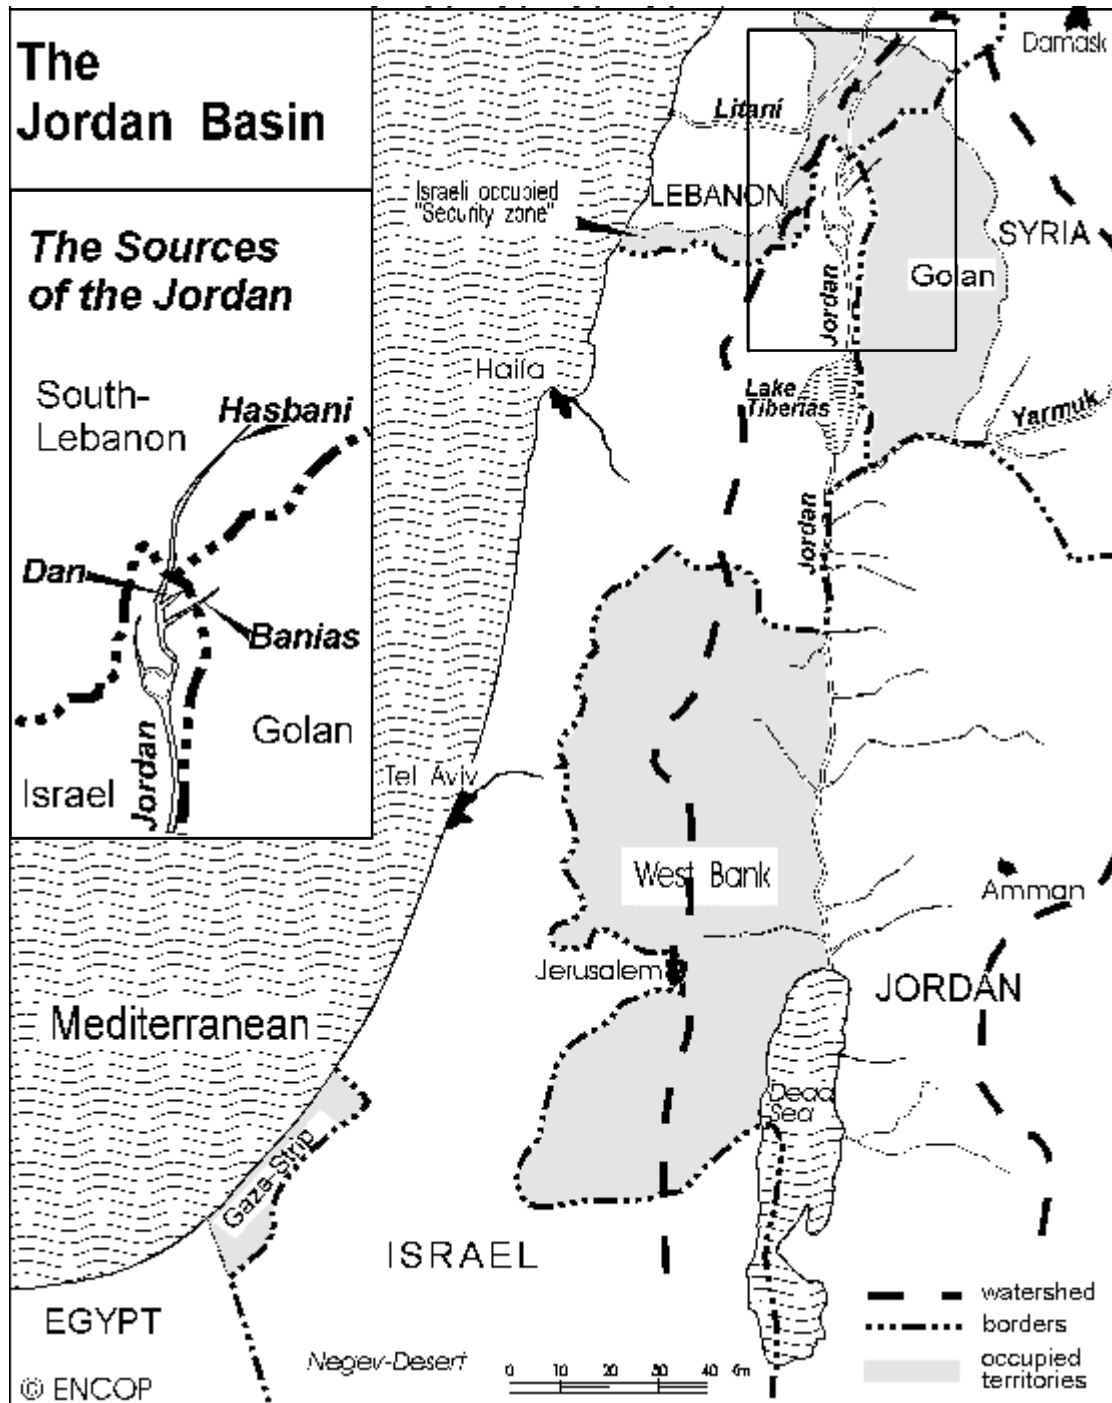 The
Jordan Basin
The Sources
of the Jordan
South-
Lebanon
Hasbani
Dan
Banias
Golan
Israel
Jordan
Damask
Litani
Israeli occupied
"Security zone"
LEBANON
SYRIA
Golan
Jordan
Haifa
Lake
Tiberias
Yarmuk
Jordan
Tel Aviv
West Bank
Amman
Jerusalem
JORDAN
Mediterranean
Dead
Sea
Gaza-Strip
ISRAEL
EGYPT
Negev-Desert
0 10 20 30 40 km
watershed
borders
occupied
territories
© ENCOP